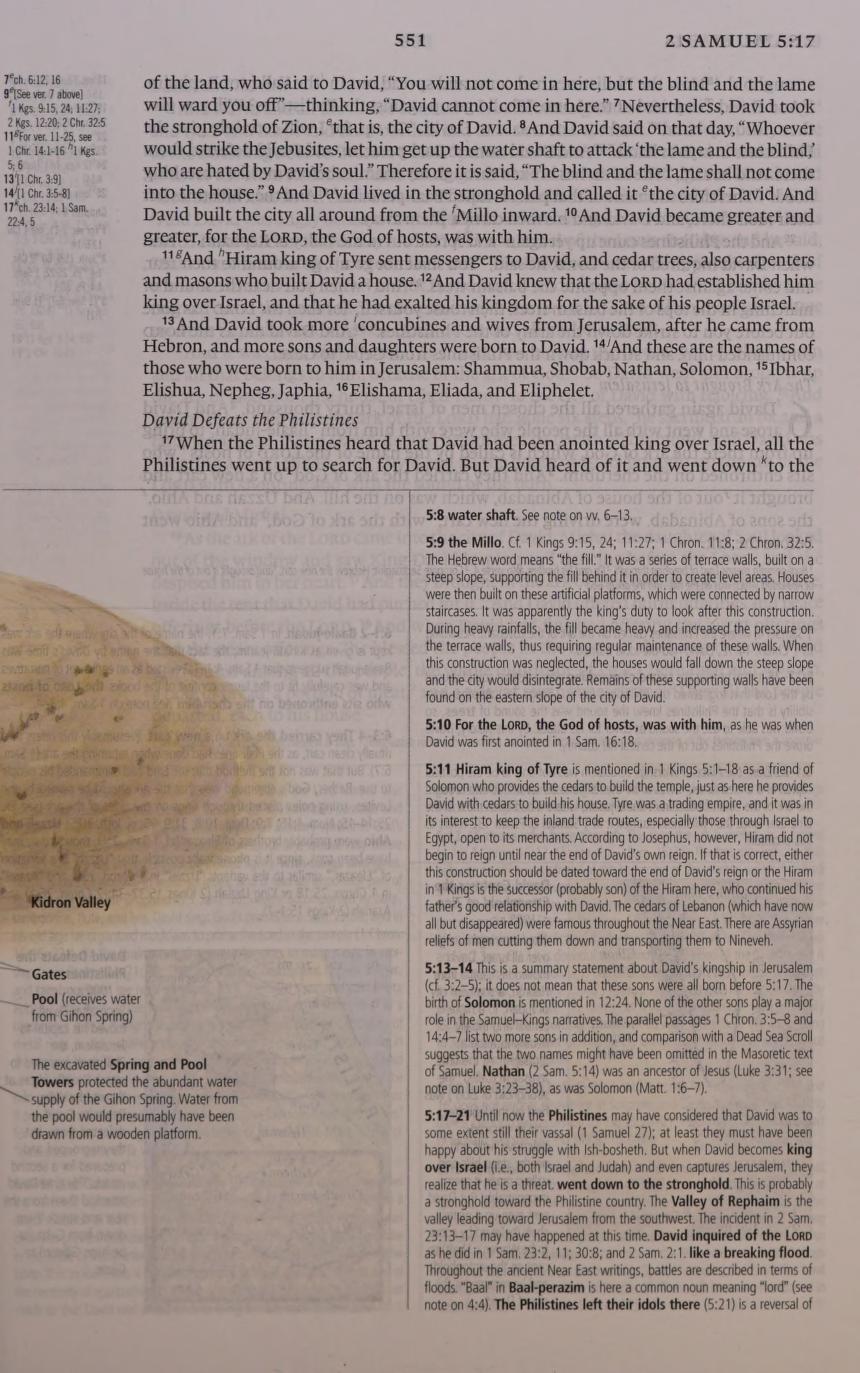 551
2 SAMUEL 5:17
7ᵉch. 6:12, 16
9ᵉ[See ver. 7 above]
ᶠ1 Kgs. 9:15, 24; 11:27;
2 Kgs. 12:20; 2 Chr. 32:5
11ᵍFor ver. 11-25, see
1 Chr. 14:1-16 ʰ1 Kgs.
5; 6
13ⁱ[1 Chr. 3:9]
14ʲ[1 Chr. 3:5-8]
17ᵏch. 23:14; 1 Sam.
22:4, 5
of the land, who said to David, “You will not come in here, but the blind and the lame
will ward you off”—thinking, “David cannot come in here.” ⁷Nevertheless, David took
the stronghold of Zion, ᵉthat is, the city of David. ⁸And David said on that day, “Whoever
would strike the Jebusites, let him get up the water shaft to attack ‘the lame and the blind,’
who are hated by David’s soul.” Therefore it is said, “The blind and the lame shall not come
into the house.” ⁹And David lived in the stronghold and called it ᵉthe city of David. And
David built the city all around from the ᶠMillo inward. ¹⁰And David became greater and
greater, for the LORD, the God of hosts, was with him.
¹¹ᵍAnd ʰHiram king of Tyre sent messengers to David, and cedar trees, also carpenters
and masons who built David a house. ¹²And David knew that the LORD had established him
king over Israel, and that he had exalted his kingdom for the sake of his people Israel.
¹³And David took more ⁱconcubines and wives from Jerusalem, after he came from
Hebron, and more sons and daughters were born to David. ¹⁴ʲAnd these are the names of
those who were born to him in Jerusalem: Shammua, Shobab, Nathan, Solomon, ¹⁵Ibhar,
Elishua, Nepheg, Japhia, ¹⁶Elishama, Eliada, and Eliphelet.
David Defeats the Philistines
¹⁷When the Philistines heard that David had been anointed king over Israel, all the
Philistines went up to search for David. But David heard of it and went down ᵏto the
Kidron Valley
Gates
Pool (receives water
from Gihon Spring)
The excavated Spring and Pool
Towers protected the abundant water
supply of the Gihon Spring. Water from
the pool would presumably have been
drawn from a wooden platform.
5:8 water shaft. See note on vv. 6–13.
5:9 the Millo. Cf. 1 Kings 9:15, 24; 11:27; 1 Chron. 11:8; 2 Chron. 32:5.
The Hebrew word means “the fill.” It was a series of terrace walls, built on a
steep slope, supporting the fill behind it in order to create level areas. Houses
were then built on these artificial platforms, which were connected by narrow
staircases. It was apparently the king’s duty to look after this construction.
During heavy rainfalls, the fill became heavy and increased the pressure on
the terrace walls, thus requiring regular maintenance of these walls. When
this construction was neglected, the houses would fall down the steep slope
and the city would disintegrate. Remains of these supporting walls have been
found on the eastern slope of the city of David.
5:10 For the LORD, the God of hosts, was with him, as he was when
David was first anointed in 1 Sam. 16:18.
5:11 Hiram king of Tyre is mentioned in 1 Kings 5:1–18 as a friend of
Solomon who provides the cedars to build the temple, just as here he provides
David with cedars to build his house. Tyre was a trading empire, and it was in
its interest to keep the inland trade routes, especially those through Israel to
Egypt, open to its merchants. According to Josephus, however, Hiram did not
begin to reign until near the end of David’s own reign. If that is correct, either
this construction should be dated toward the end of David’s reign or the Hiram
in 1 Kings is the successor (probably son) of the Hiram here, who continued his
father’s good relationship with David. The cedars of Lebanon (which have now
all but disappeared) were famous throughout the Near East. There are Assyrian
reliefs of men cutting them down and transporting them to Nineveh.
5:13–14 This is a summary statement about David’s kingship in Jerusalem
(cf. 3:2–5); it does not mean that these sons were all born before 5:17. The
birth of Solomon is mentioned in 12:24. None of the other sons play a major
role in the Samuel–Kings narratives. The parallel passages 1 Chron. 3:5–8 and
14:4–7 list two more sons in addition, and comparison with a Dead Sea Scroll
suggests that the two names might have been omitted in the Masoretic text
of Samuel. Nathan (2 Sam. 5:14) was an ancestor of Jesus (Luke 3:31; see
note on Luke 3:23–38), as was Solomon (Matt. 1:6–7).
5:17–21 Until now the Philistines may have considered that David was to
some extent still their vassal (1 Samuel 27); at least they must have been
happy about his struggle with Ish-bosheth. But when David becomes king
over Israel (i.e., both Israel and Judah) and even captures Jerusalem, they
realize that he is a threat. went down to the stronghold. This is probably
a stronghold toward the Philistine country. The Valley of Rephaim is the
valley leading toward Jerusalem from the southwest. The incident in 2 Sam.
23:13–17 may have happened at this time. David inquired of the LORD
as he did in 1 Sam. 23:2, 11; 30:8; and 2 Sam. 2:1. like a breaking flood.
Throughout the ancient Near East writings, battles are described in terms of
floods. “Baal” in Baal-perazim is here a common noun meaning “lord” (see
note on 4:4). The Philistines left their idols there (5:21) is a reversal of